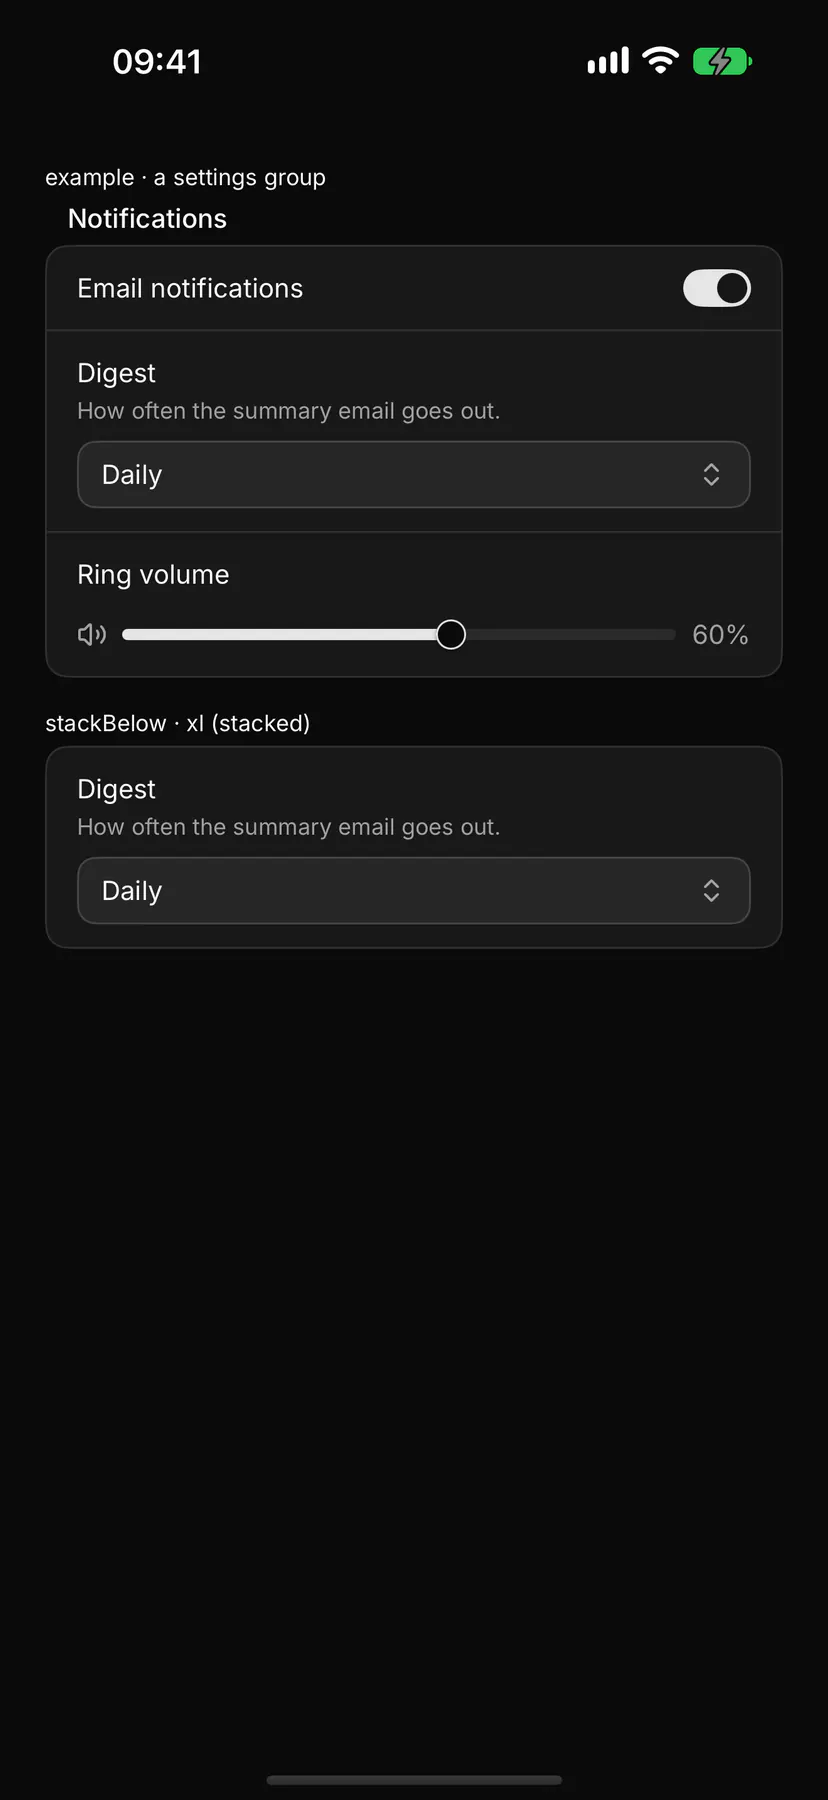 09:41
example · a settings group
Notifications
Email notifications
Digest
How often the summary email goes out.
Daily
Ring volume
60%
stackBelow · xl (stacked)
Digest
How often the summary email goes out.
Daily